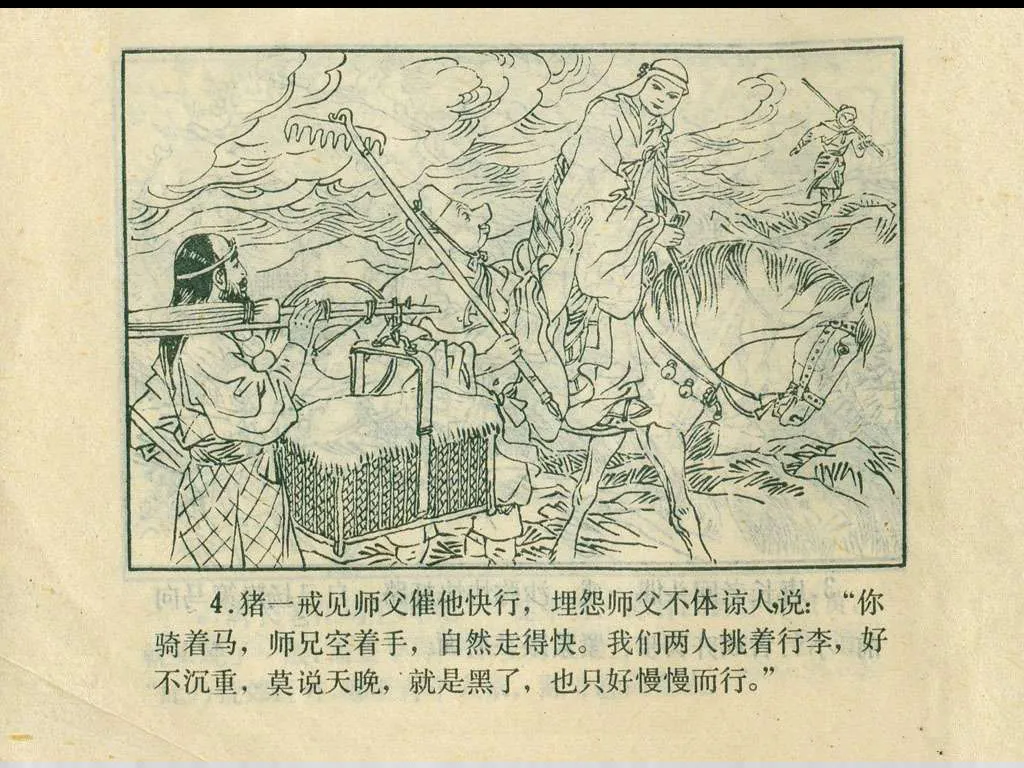 4.猪一戒见师父催他快行，埋怨师父不体谅人,说：“你
骑着马，师兄空着手，自然走得快。我们两人挑着行李，好
不沉重，莫说天晚，就是黑了，也只好慢慢而行。”